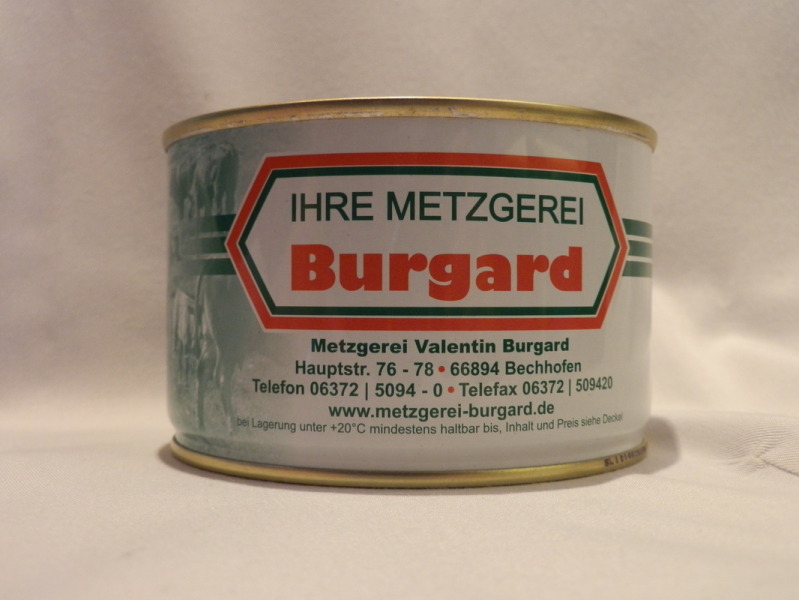 IHRE METZGEREI
Burgard
Metzgerei Valentin Burgard
Hauptstr. 76 - 78 • 66894 Bechhofen
Telefon 06372 | 5094 - 0 • Telefax 06372 | 509420
www.metzgerei-burgard.de
bei Lagerung unter +20°C mindestens haltbar bis, Inhalt und Preis siehe Deckel